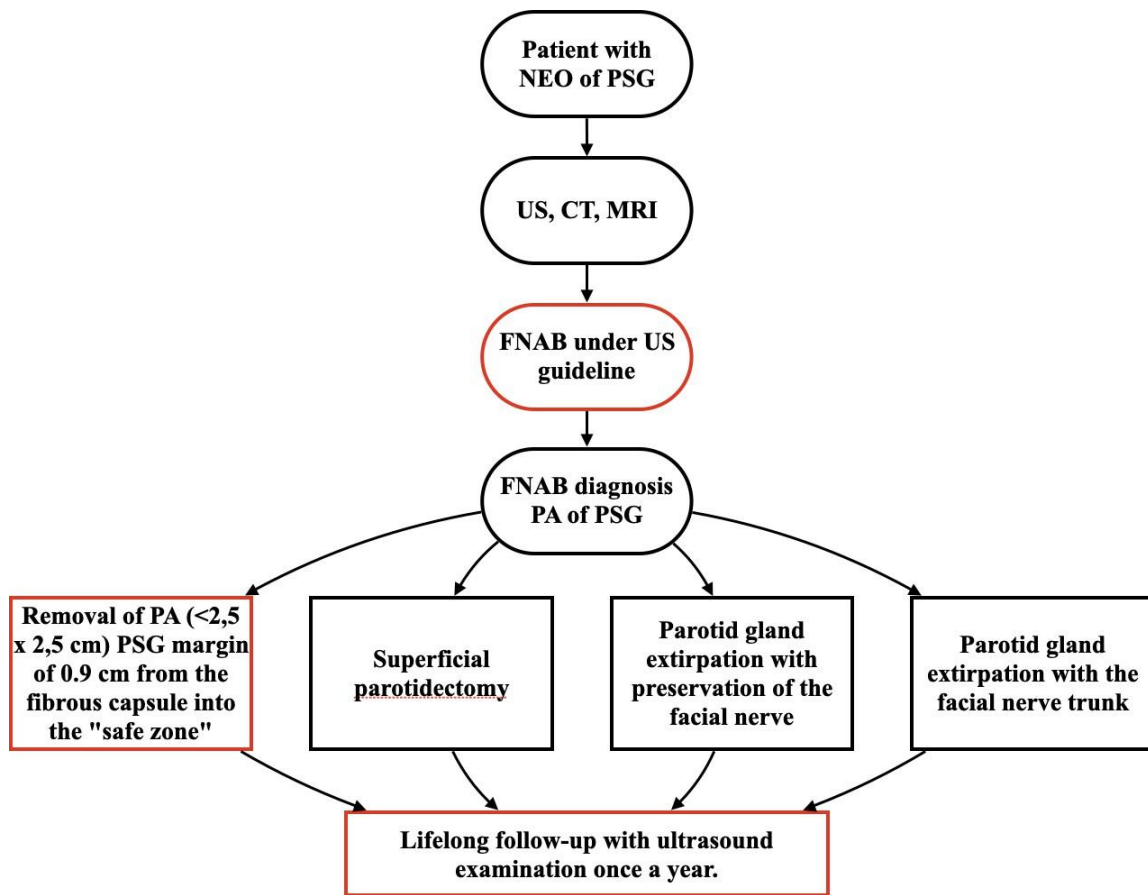 Patient with
NEO of PSG
US, CT, MRI
FNAB under US
guideline
FNAB diagnosis
PA of PSG
Removal of PA (<2,5
x 2,5 cm) PSG margin
of 0.9 cm from the
fibrous capsule into
the "safe zone"
Superficial
parotidectomy
Parotid gland
extirpation with
preservation of the
facial nerve
Parotid gland
extirpation with the
facial nerve trunk
Lifelong follow-up with ultrasound
examination once a year.